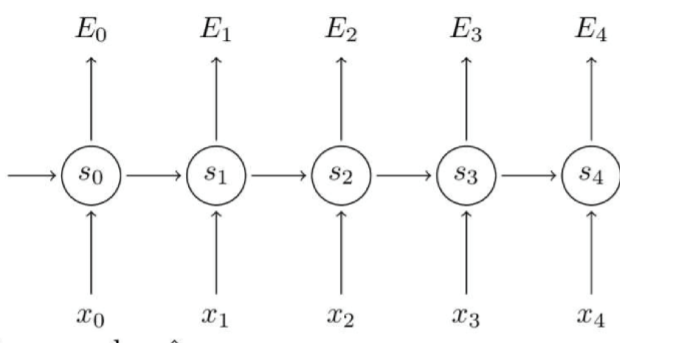 E₀ E₁ E₂ E₃ E₄
s₀ s₁ s₂ s₃ s₄
x₀ x₁ x₂ x₃ x₄